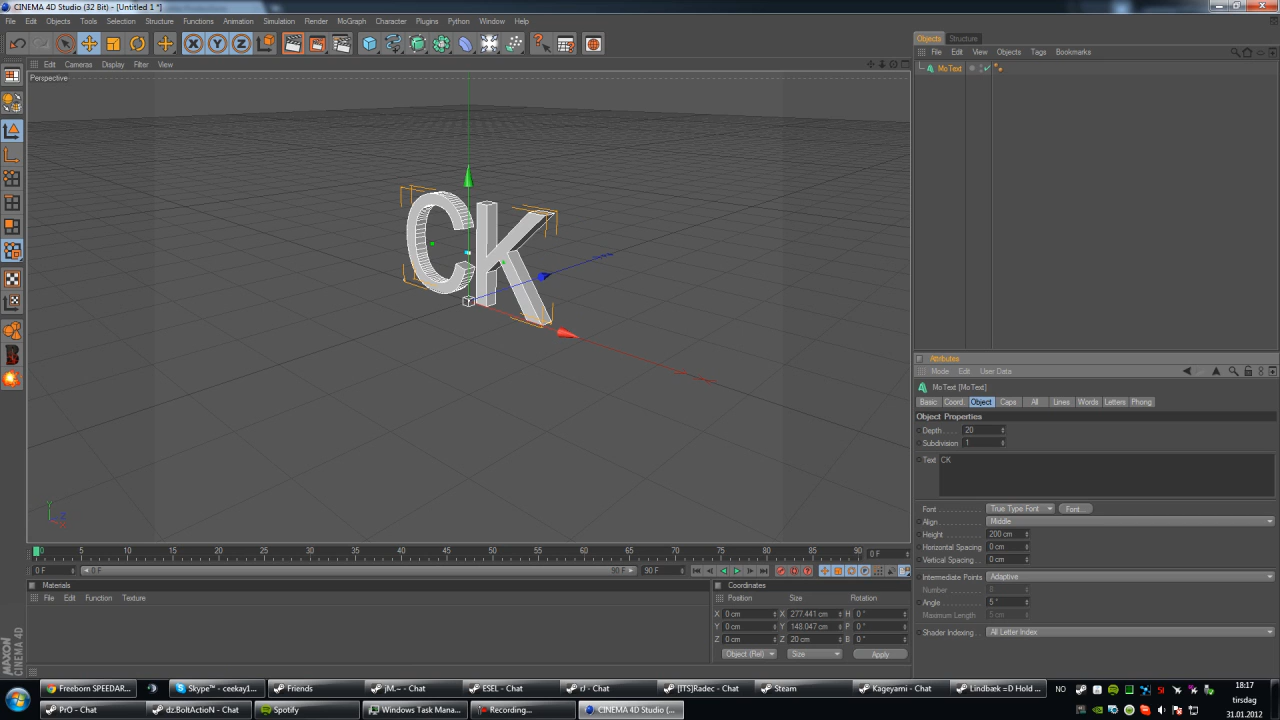 CINEMA 4D Studio (32 Bit) - [Untitled 1 *]
File Edit Objects Tools Selection Structure Functions Animation Simulation Render MoGraph Character Plugins Python Window Help
Objects Structure
File Edit View Objects Tags Bookmarks
MoText
Edit Cameras Display Filter View
Perspective
CK
Y
Z
X
Attributes
Mode Edit User Data
MoText [MoText]
Basic Coord. Object Caps All Lines Words Letters Phong
Object Properties
Depth 20
Subdivision 1
Text CK
Font True Type Font Font...
Align Middle
Height 200 cm
Horizontal Spacing 0 cm
Vertical Spacing 0 cm
Intermediate Points Adaptive
Number 8
Angle 5 °
Maximum Length 5 cm
Shader Indexing All Letter Index
0 5 10 15 20 25 30 35 40 45 50 55 60 65 70 75 80 85 90 0 F
0 F 0 F 90 F 90 F
Materials
File Edit Function Texture
Coordinates
Position Size Rotation
X 0 cm X 277.441 cm H 0 °
Y 0 cm Y 148.047 cm P 0 °
Z 0 cm Z 20 cm B 0 °
Object (Rel) Size Apply
MAXON
CINEMA 4D
Freeborn SPEEDAR... Skype™ - ceekay1... Friends jM.~ - Chat ESEL - Chat rJ - Chat [ITS]Radec - Chat Steam Kageyami - Chat Lindbæk =D Hold ... NO
PrO - Chat dz.BoltActioN - Chat Spotify Windows Task Mana... Recording... CINEMA 4D Studio (...
18:17
tirsdag
31.01.2012